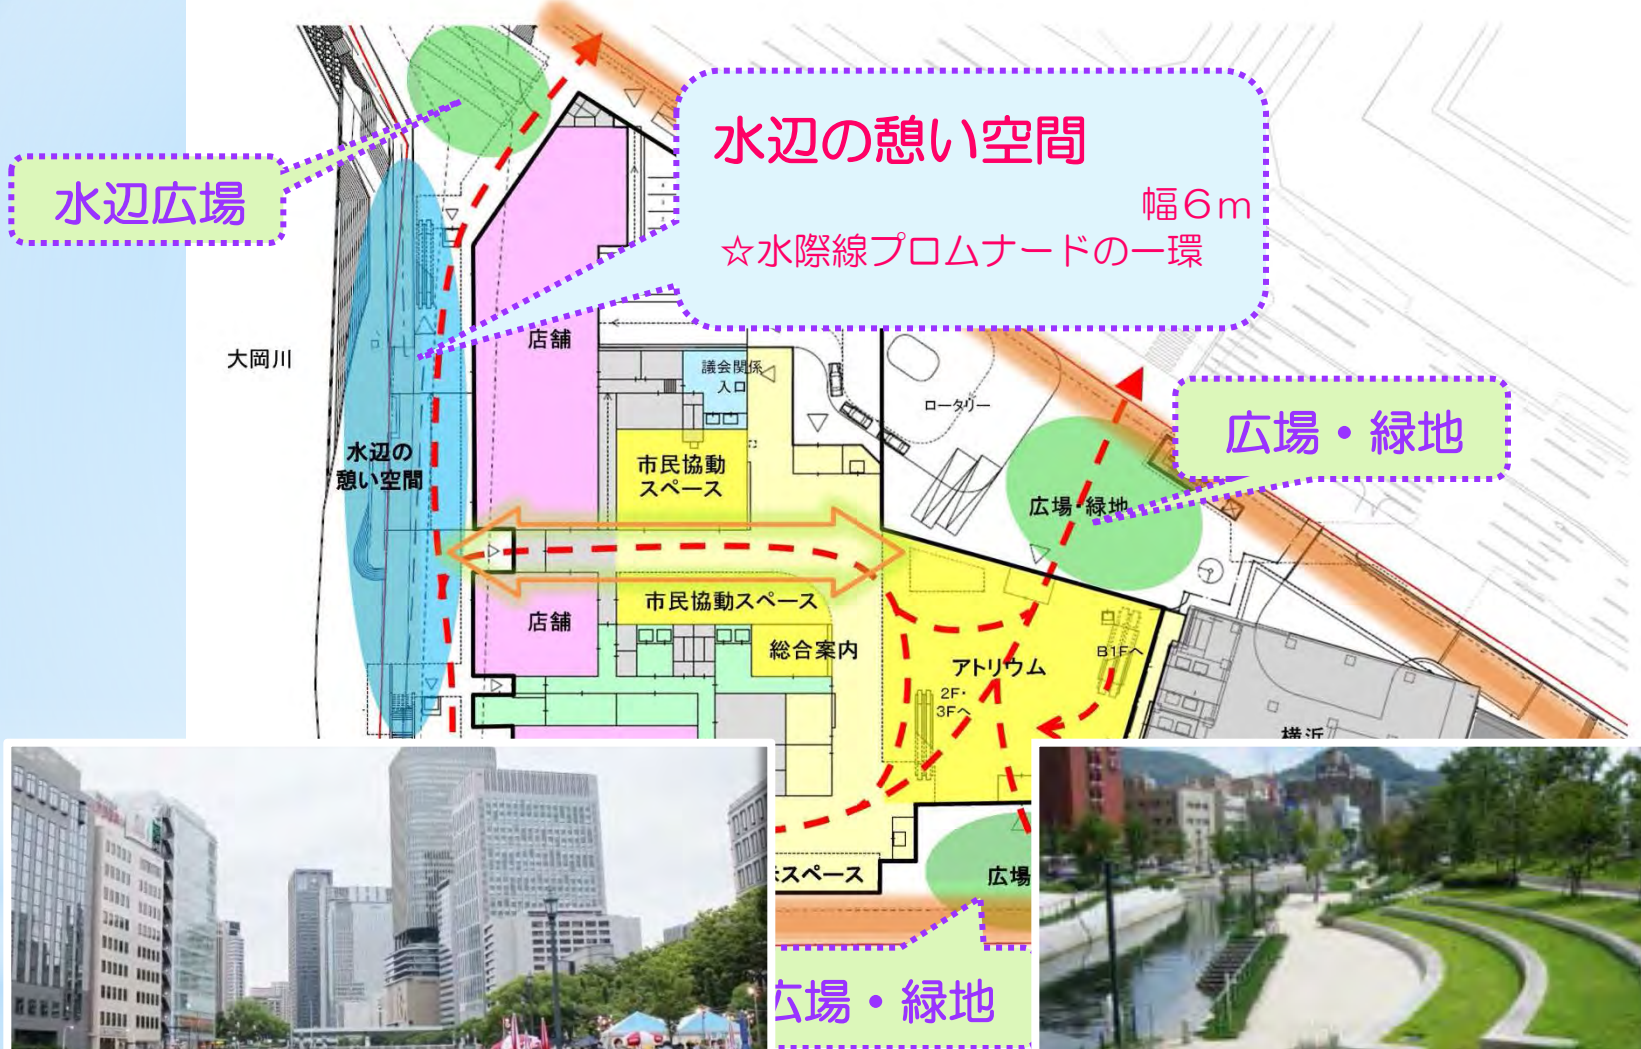 水辺の憩い空間
幅6m
☆水際線プロムナードの一環
水辺広場
店舗
大岡川
議会関係
入口
ロータリー
広場・緑地
水辺の
憩い空間
市民協動
スペース
広場・緑地
市民協動スペース
店舗
総合案内
アトリウム
B1Fへ
2F・
3Fへ
横浜
スペース
広場
広場・緑地